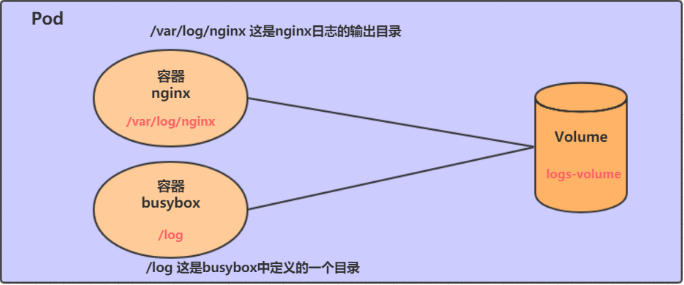 Pod
/var/log/nginx 这是nginx日志的输出目录
容器
nginx
/var/log/nginx
Volume
logs-volume
容器
busybox
/log
/log 这是busybox中定义的一个目录